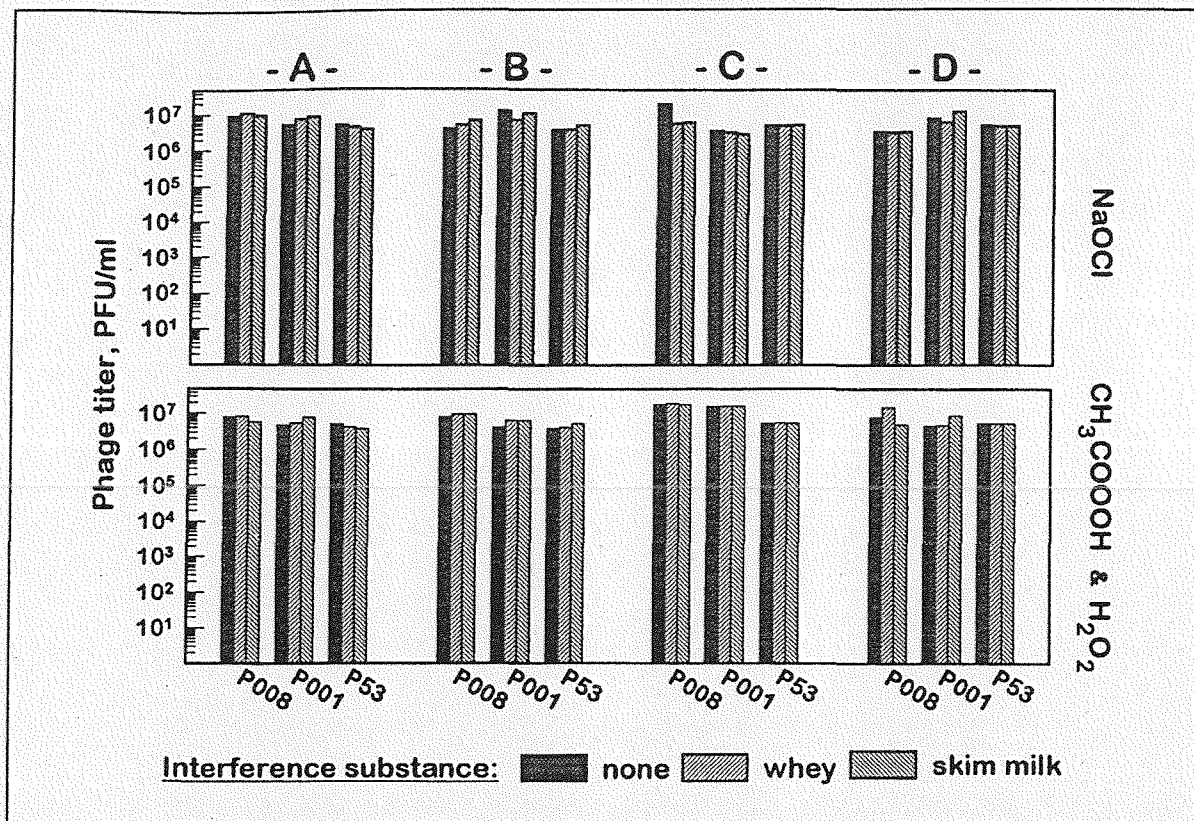 - A - - B - - C - - D -
10⁷
10⁶
10⁵
10⁴
10³
10²
10¹
NaOCl
Phage titer, PFU/ml
10⁷
10⁶
10⁵
10⁴
10³
10²
10¹
CH₃COOOH & H₂O₂
P008 P001 P53 P008 P001 P53 P008 P001 P53 P008 P001 P53
Interference substance: none whey skim milk